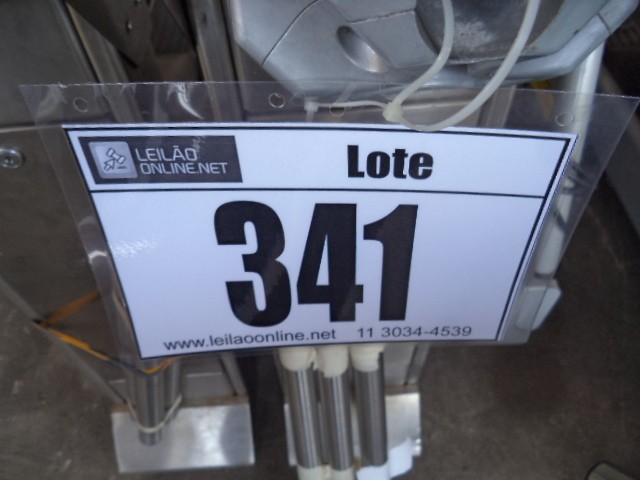 LEILÃO
ONLINE.NET
Lote
341
www.leilaoonline.net 11 3034-4539